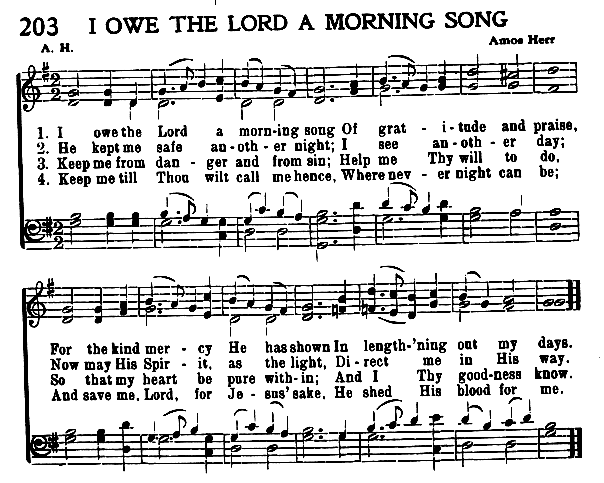 203 I OWE THE LORD A MORNING SONG
A. H. Amos Herr
1. I owe the Lord a morn-ing song Of grat - i - tude and praise,
2. He kept me safe an-oth - er night; I see an-oth - er day;
3. Keep me from dan - ger and from sin; Help me Thy will to do,
4. Keep me till Thou wilt call me hence, Where nev - er night can be;
For the kind mer - cy He has shown In length-'ning out my days.
Now may His Spir - it, as the light, Di - rect me in His way.
So that my heart be pure with-in; And I Thy good-ness know.
And save me, Lord, for Je - sus' sake, He shed His blood for me.